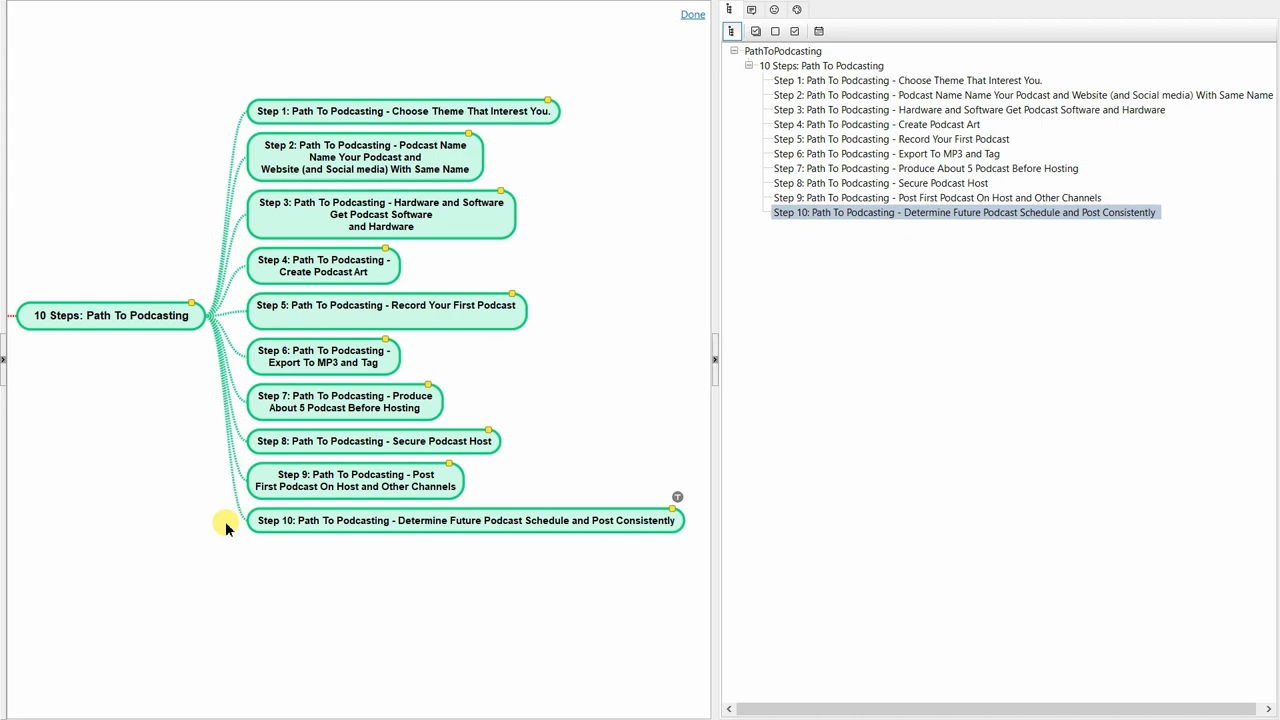 Done
Step 1: Path To Podcasting - Choose Theme That Interest You.
Step 2: Path To Podcasting - Podcast Name
Name Your Podcast and
Website (and Social media) With Same Name
Step 3: Path To Podcasting - Hardware and Software
Get Podcast Software
and Hardware
Step 4: Path To Podcasting -
Create Podcast Art
10 Steps: Path To Podcasting
Step 5: Path To Podcasting - Record Your First Podcast
Step 6: Path To Podcasting -
Export To MP3 and Tag
Step 7: Path To Podcasting - Produce
About 5 Podcast Before Hosting
Step 8: Path To Podcasting - Secure Podcast Host
Step 9: Path To Podcasting - Post
First Podcast On Host and Other Channels
T
Step 10: Path To Podcasting - Determine Future Podcast Schedule and Post Consistently
PathToPodcasting
10 Steps: Path To Podcasting
Step 1: Path To Podcasting - Choose Theme That Interest You.
Step 2: Path To Podcasting - Podcast Name Name Your Podcast and Website (and Social media) With Same Name
Step 3: Path To Podcasting - Hardware and Software Get Podcast Software and Hardware
Step 4: Path To Podcasting - Create Podcast Art
Step 5: Path To Podcasting - Record Your First Podcast
Step 6: Path To Podcasting - Export To MP3 and Tag
Step 7: Path To Podcasting - Produce About 5 Podcast Before Hosting
Step 8: Path To Podcasting - Secure Podcast Host
Step 9: Path To Podcasting - Post First Podcast On Host and Other Channels
Step 10: Path To Podcasting - Determine Future Podcast Schedule and Post Consistently